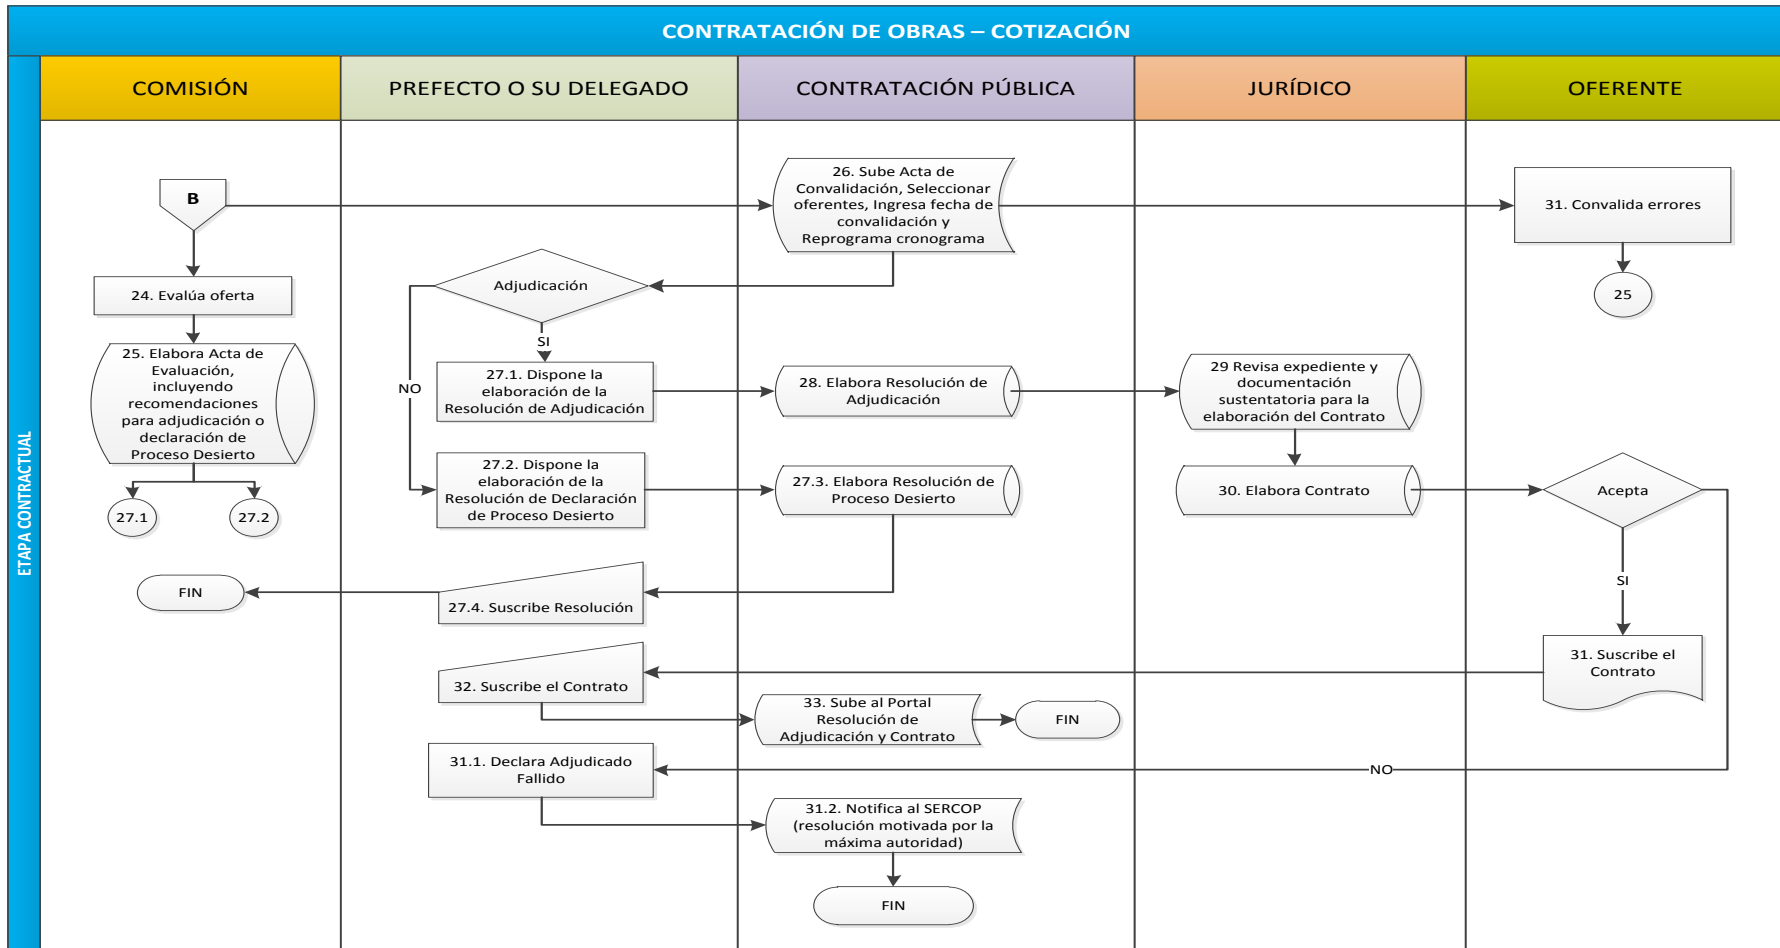 CONTRATACIÓN DE OBRAS – COTIZACIÓN
ETAPA CONTRACTUAL
COMISIÓN
PREFECTO O SU DELEGADO
CONTRATACIÓN PÚBLICA
JURÍDICO
OFERENTE
B
26. Sube Acta de
Convalidación, Seleccionar
oferentes, Ingresa fecha de
convalidación y
Reprograma cronograma
31. Convalida errores
25
24. Evalúa oferta
Adjudicación
SI
NO
25. Elabora Acta de
Evaluación,
incluyendo
recomendaciones
para adjudicación o
declaración de
Proceso Desierto
27.1
27.2
27.1. Dispone la
elaboración de la
Resolución de Adjudicación
28. Elabora Resolución de
Adjudicación
29 Revisa expediente y
documentación
sustentatoria para la
elaboración del Contrato
27.2. Dispone la
elaboración de la
Resolución de Declaración
de Proceso Desierto
27.3. Elabora Resolución de
Proceso Desierto
30. Elabora Contrato
Acepta
SI
FIN
27.4. Suscribe Resolución
31. Suscribe el
Contrato
32. Suscribe el Contrato
33. Sube al Portal
Resolución de
Adjudicación y Contrato
FIN
31.1. Declara Adjudicado
Fallido
NO
31.2. Notifica al SERCOP
(resolución motivada por la
máxima autoridad)
FIN